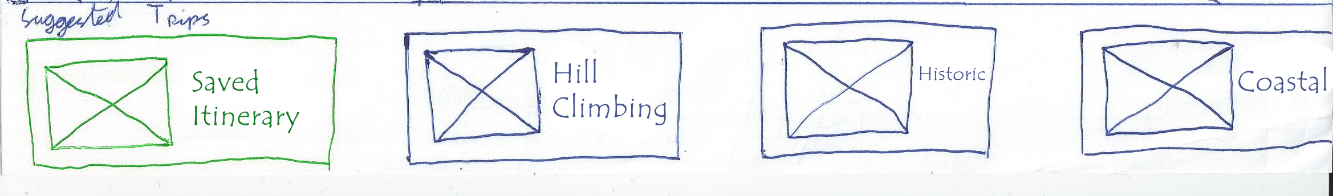 Suggested Trips
Saved
Itinerary
Hill
Climbing
Historic
Coastal